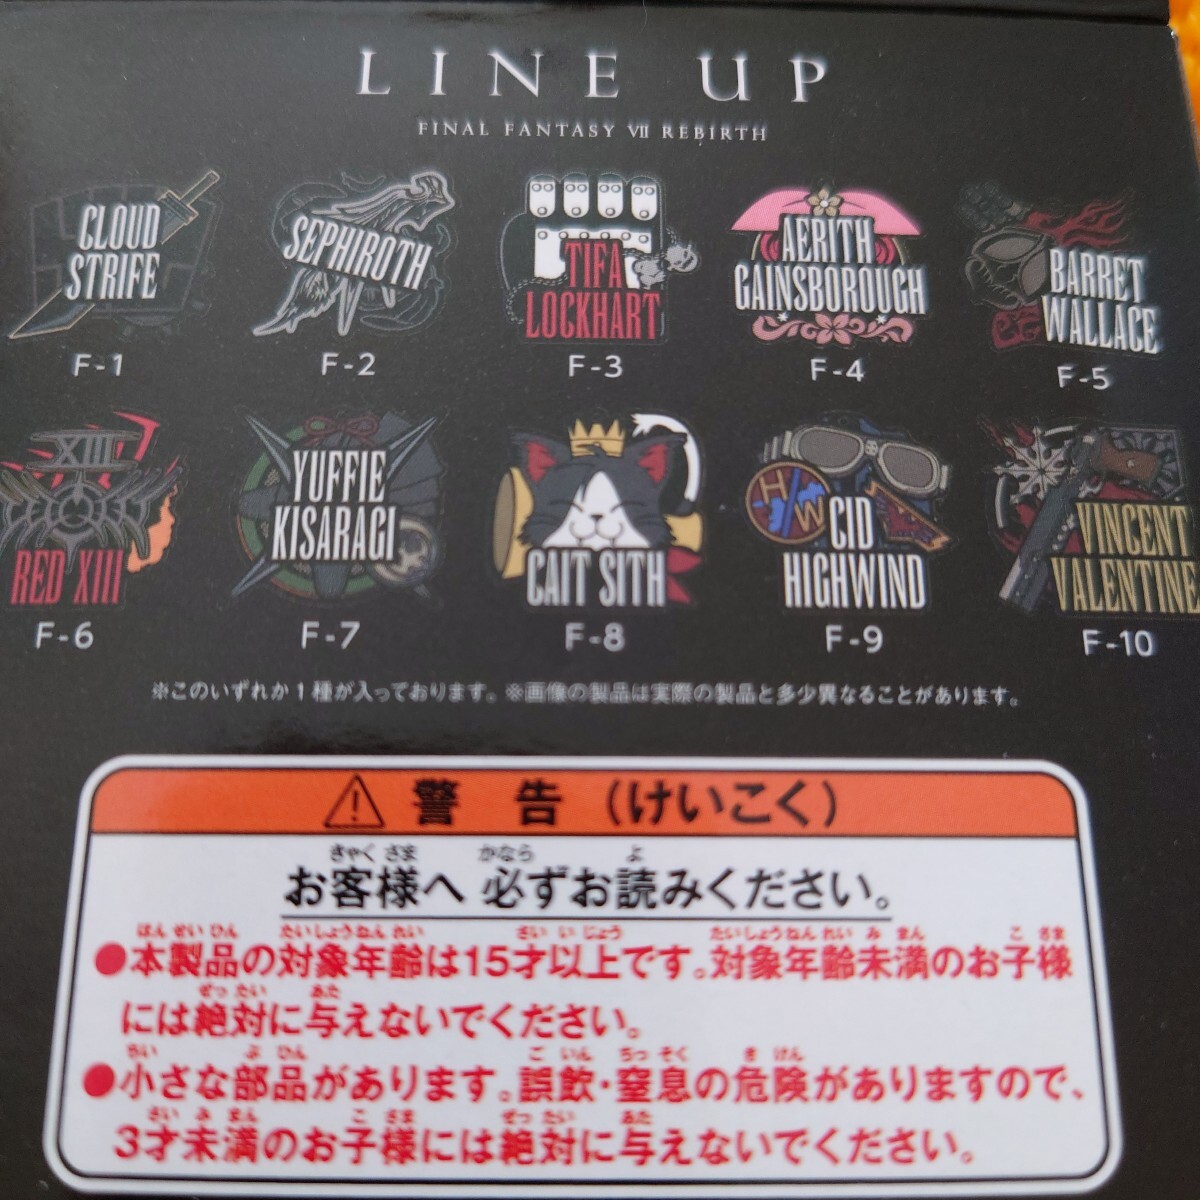 LINE UP
FINAL FANTASY VII REBIRTH
CLOUD STRIFE
F-1
SEPHIROTH
F-2
TIFA LOCKHART
F-3
AERITH GAINSBOROUGH
F-4
BARRET WALLACE
F-5
XIII
RED XIII
F-6
YUFFIE KISARAGI
F-7
CAIT SITH
F-8
H/W
CID HIGHWIND
F-9
VINCENT VALENTINE
F-10
※このいずれか1種が入っております。※画像の製品は実際の製品と多少異なることがあります。
警 告 (けいこく)
きゃく さま かなら よ
お客様へ 必ずお読みください。
ほん せい ひん たい しょう ねん れい さい い じょう たい しょう ねん れい み まん こ さま
●本製品の対象年齢は15才以上です。対象年齢未満のお子様
ぜっ たい あた
には絶対に与えないでください。
ちい ぶ ひん ご いん ちっ そく き けん
●小さな部品があります。誤飲・窒息の危険がありますので、
さい み まん こ さま ぜっ たい あた
3才未満のお子様には絶対に与えないでください。